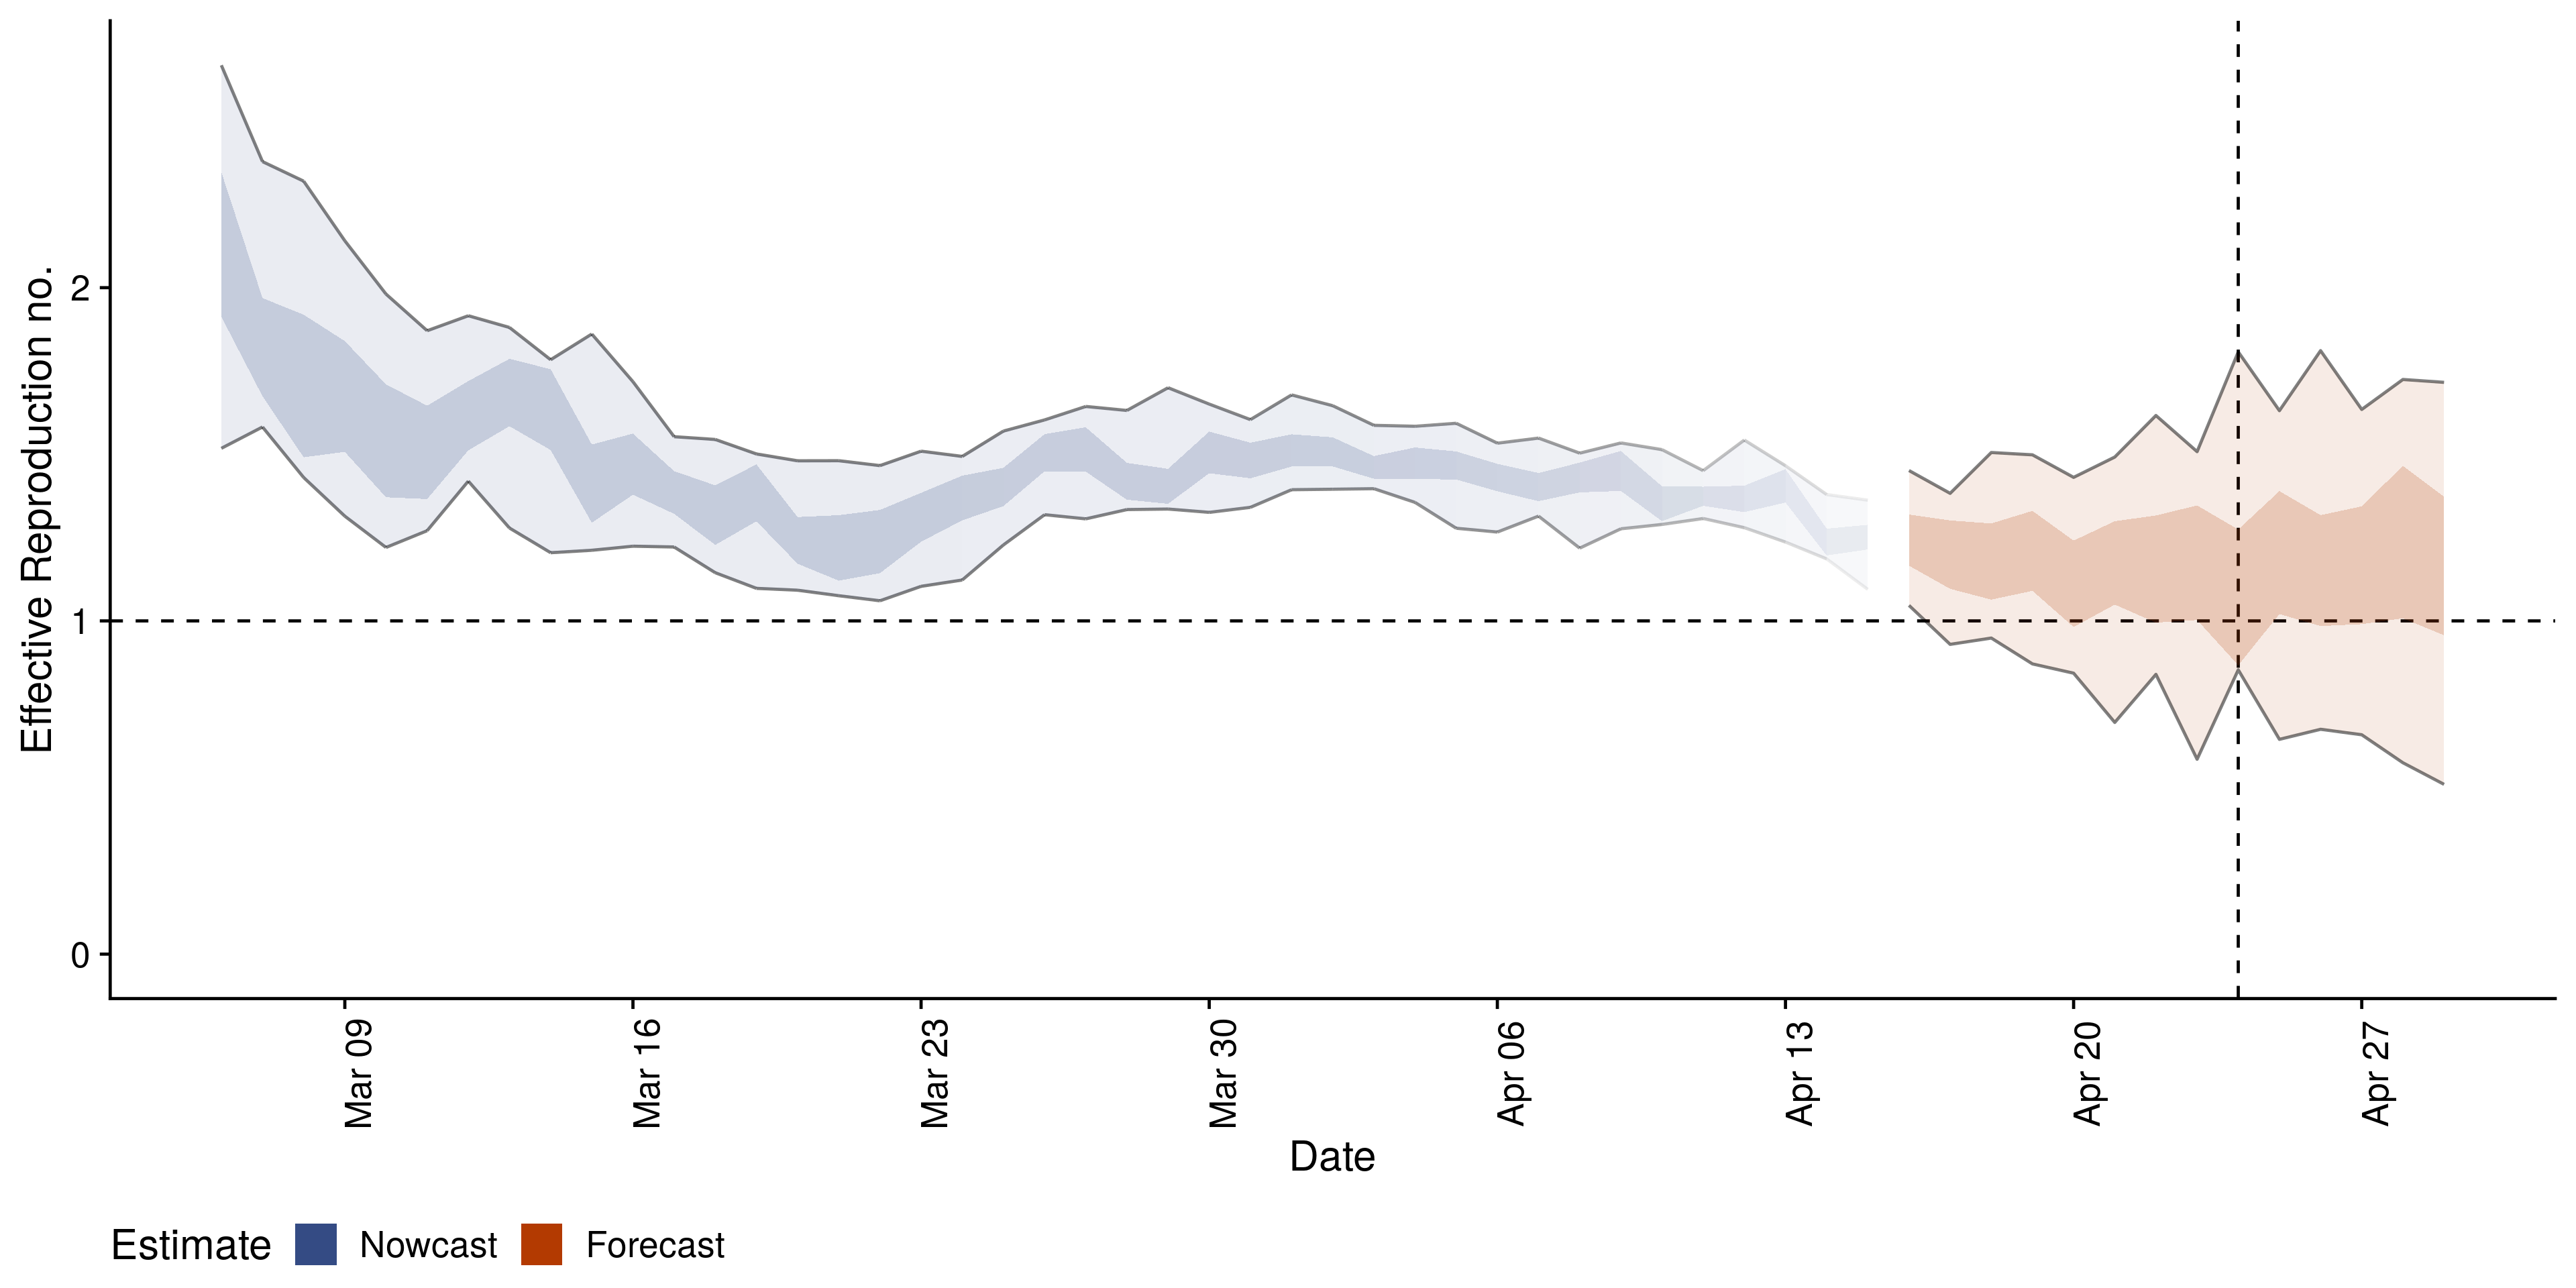 Effective Reproduction no.
2
1
0
Mar 09
Mar 16
Mar 23
Mar 30
Apr 06
Apr 13
Apr 20
Apr 27
Date
Estimate Nowcast Forecast